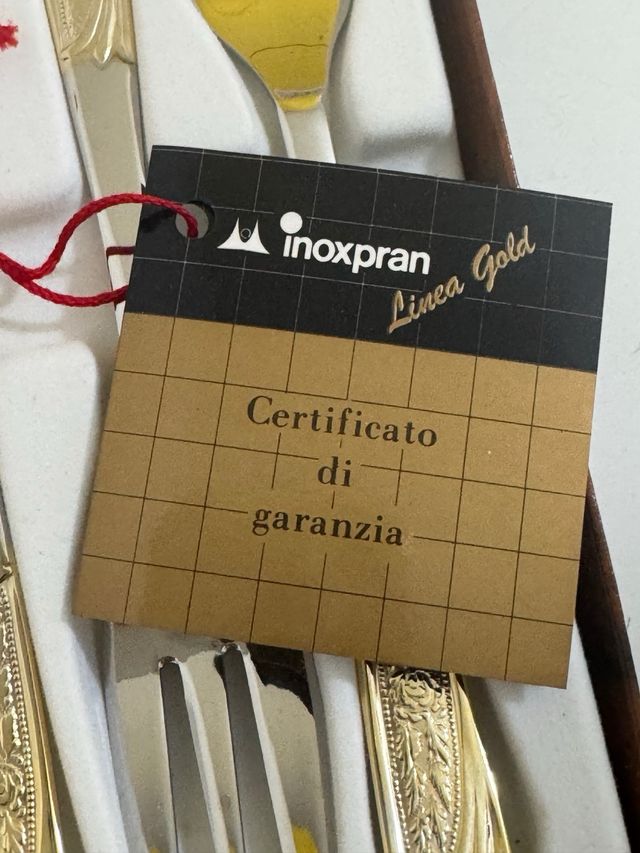 inoxpran
Linea Gold
Certificato
di
garanzia